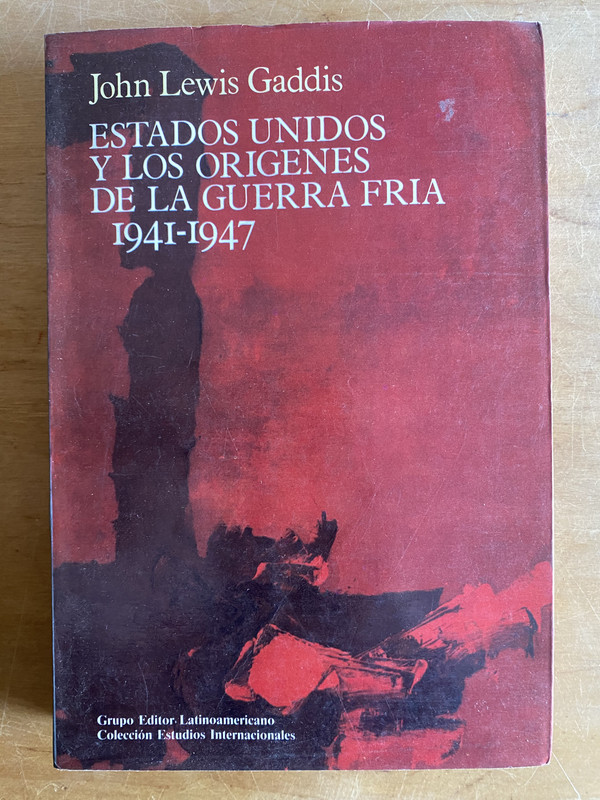 John Lewis Gaddis
ESTADOS UNIDOS
Y LOS ORIGENES
DE LA GUERRA FRIA
1941-1947
Grupo Editor Latinoamericano
Colección Estudios Internacionales